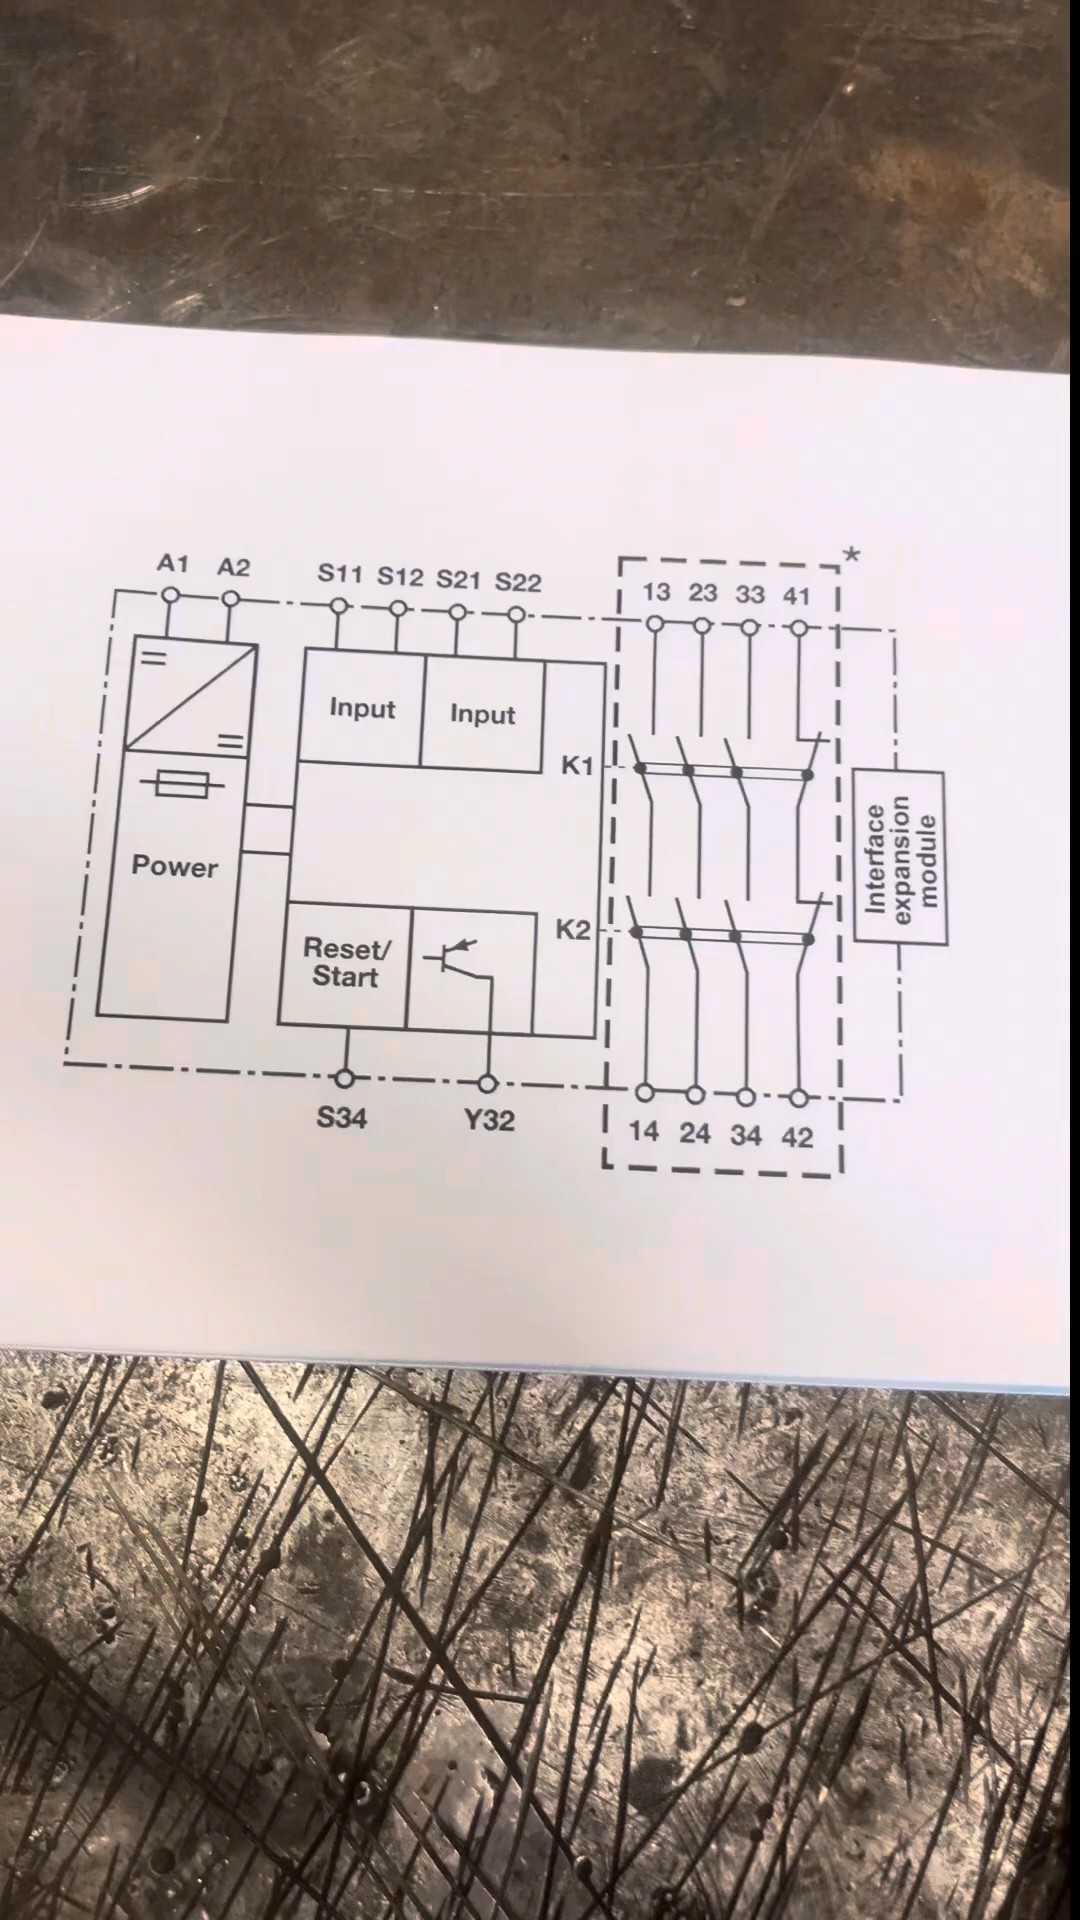 A1 A2 S11 S12 S21 S22 13 23 33 41 *
Input Input
K1
Power
Interface
expansion
module
K2
Reset/
Start
S34 Y32 14 24 34 42